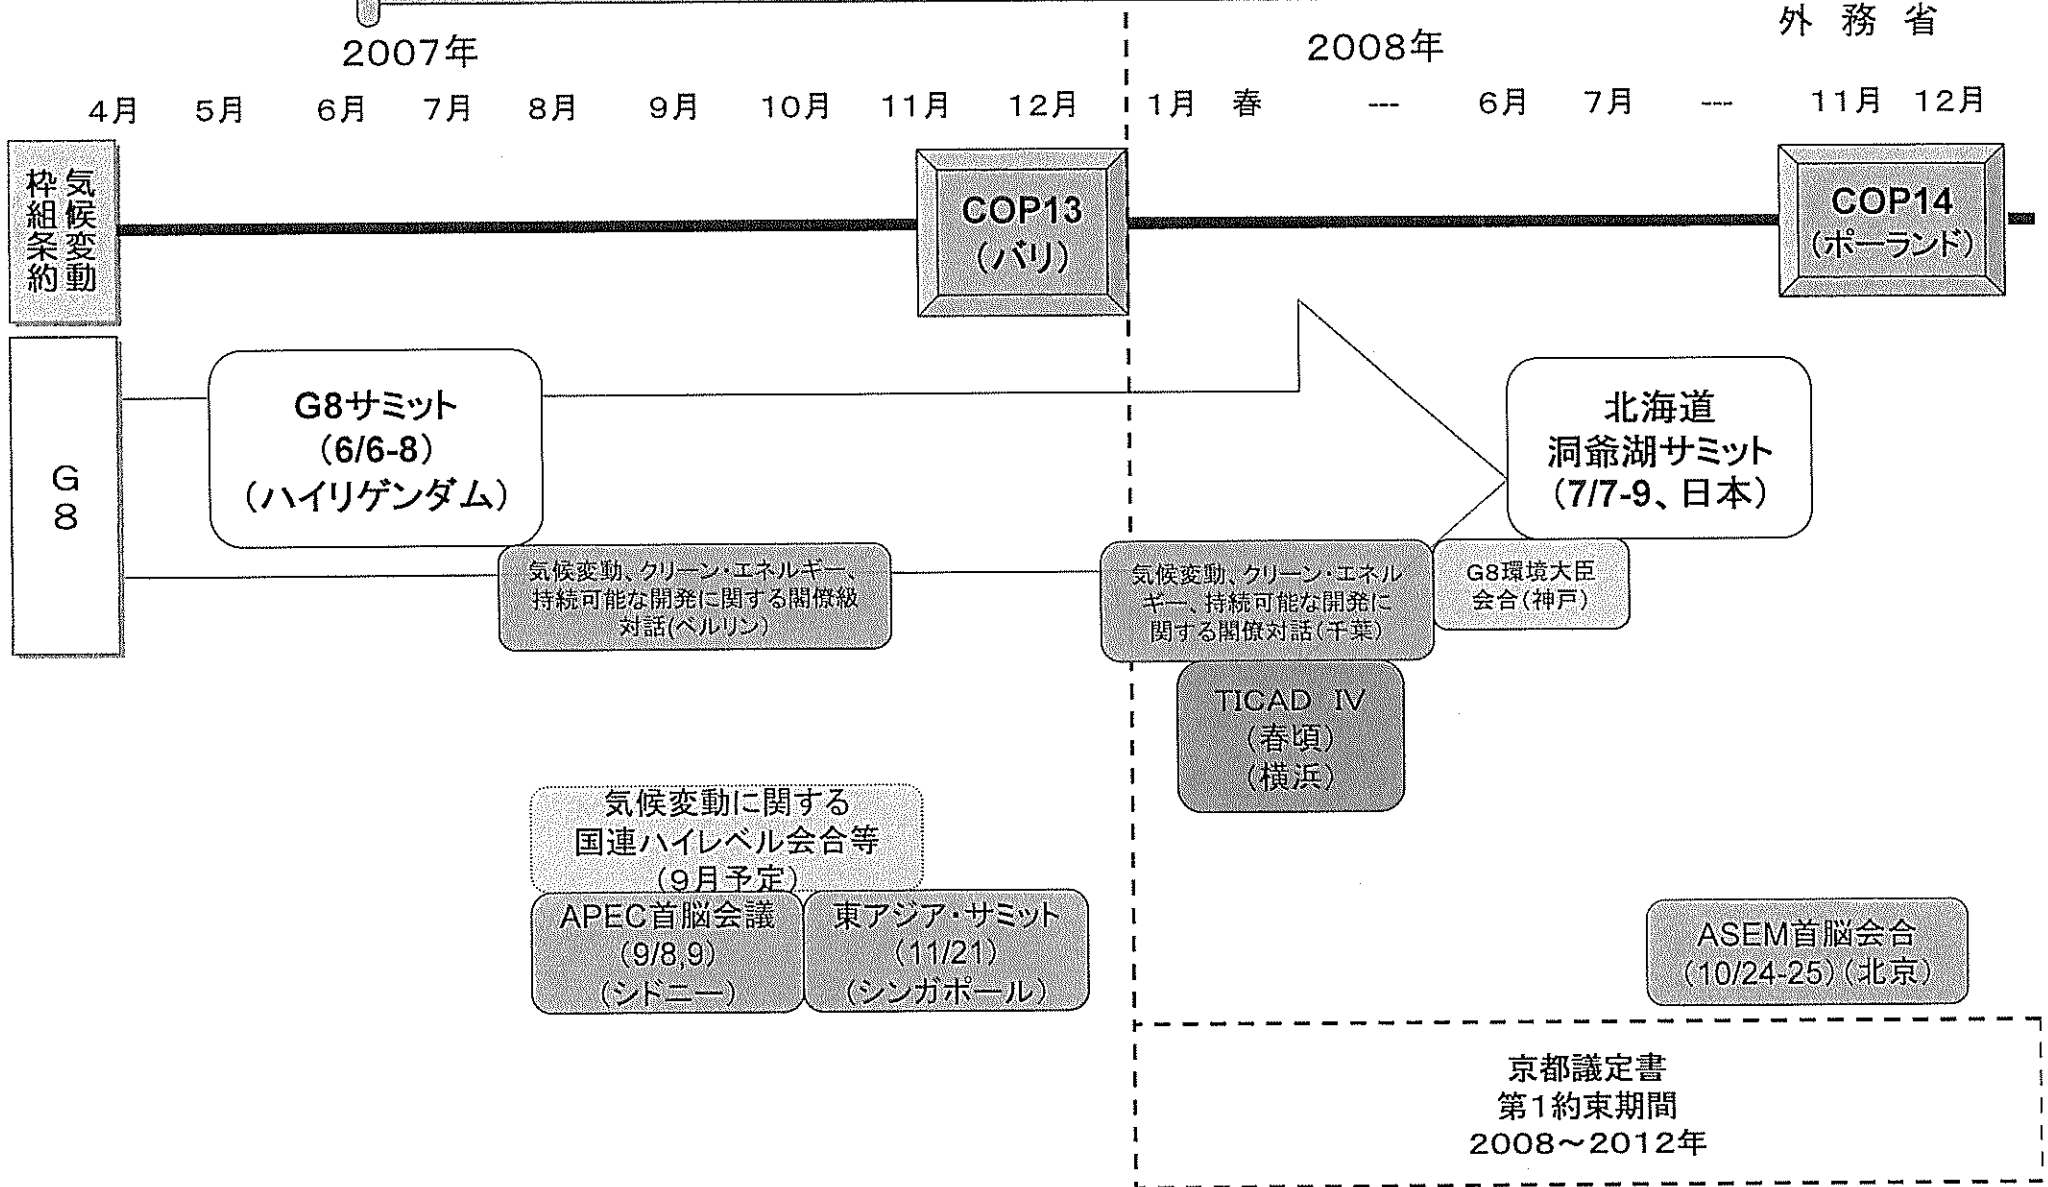 外 務 省
2007年
2008年
4月 5月 6月 7月 8月 9月 10月 11月 12月 1月 春 --- 6月 7月 --- 11月 12月
気候変動
枠組条約
COP13
(バリ)
COP14
(ポーランド)
G8
G8サミット
(6/6-8)
(ハイリゲンダム)
北海道
洞爺湖サミット
(7/7-9、日本)
気候変動、クリーン・エネルギー、
持続可能な開発に関する閣僚級
対話(ベルリン)
気候変動、クリーン・エネル
ギー、持続可能な開発に
関する閣僚対話(千葉)
G8環境大臣
会合(神戸)
TICAD Ⅳ
(春頃)
(横浜)
気候変動に関する
国連ハイレベル会合等
(9月予定)
APEC首脳会議
(9/8,9)
(シドニー)
東アジア・サミット
(11/21)
(シンガポール)
ASEM首脳会合
(10/24-25)(北京)
京都議定書
第1約束期間
2008~2012年